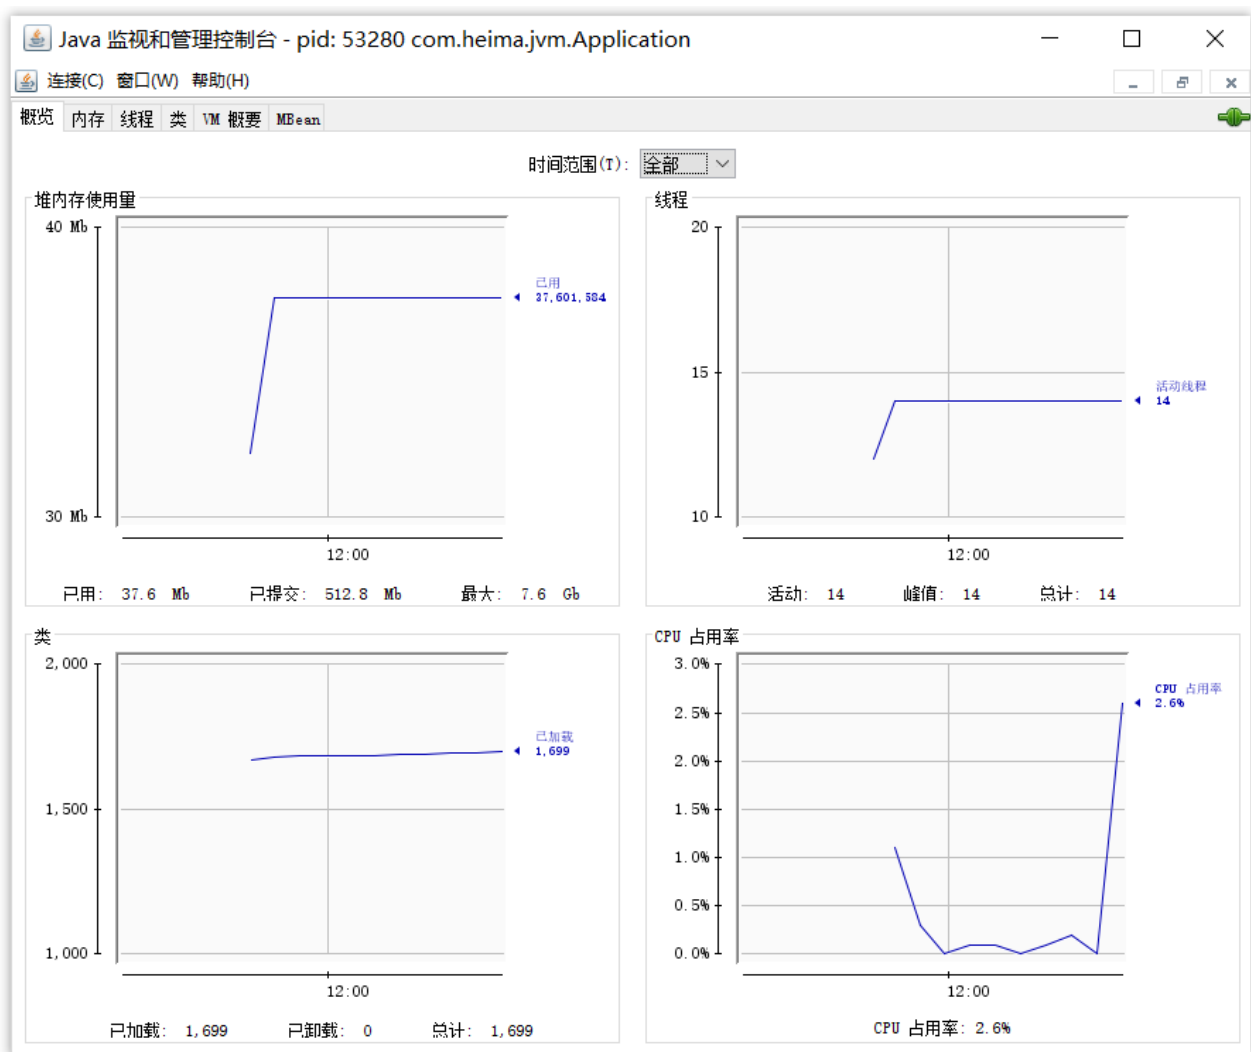 Java 监视和管理控制台 - pid: 53280 com.heima.jvm.Application
连接(C) 窗口(W) 帮助(H)
概览 内存 线程 类 VM 概要 MBean
时间范围(T): 全部
堆内存使用量
40 Mb
30 Mb
已用
37,601,584
12:00
已用: 37.6 Mb 已提交: 512.8 Mb 最大: 7.6 Gb
线程
20
15
10
活动线程
14
12:00
活动: 14 峰值: 14 总计: 14
类
2,000
1,500
1,000
已加载
1,699
12:00
已加载: 1,699 已卸载: 0 总计: 1,699
CPU 占用率
3.0%
2.5%
2.0%
1.5%
1.0%
0.5%
0.0%
CPU 占用率
2.6%
12:00
CPU 占用率: 2.6%